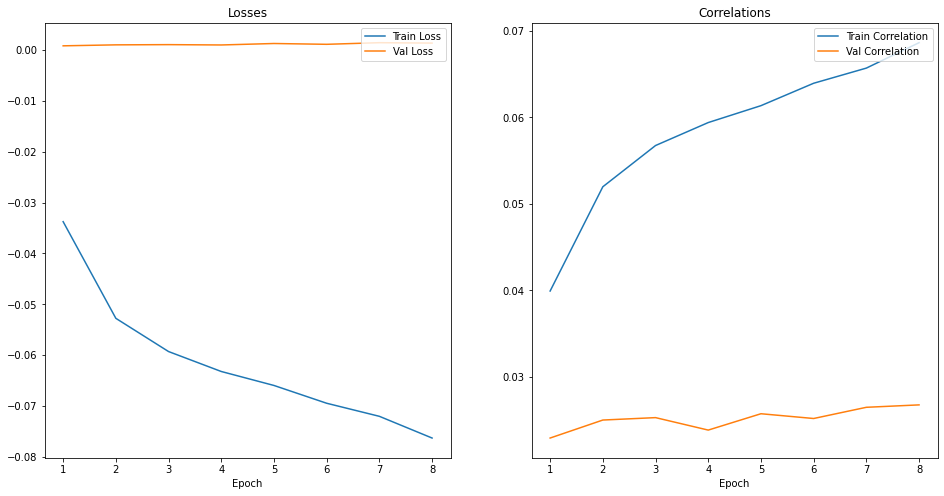 Losses
0.00
−0.01
−0.02
−0.03
−0.04
−0.05
−0.06
−0.07
−0.08
1 2 3 4 5 6 7 8
Epoch
Train Loss
Val Loss
Correlations
0.07
0.06
0.05
0.04
0.03
1 2 3 4 5 6 7 8
Epoch
Train Correlation
Val Correlation